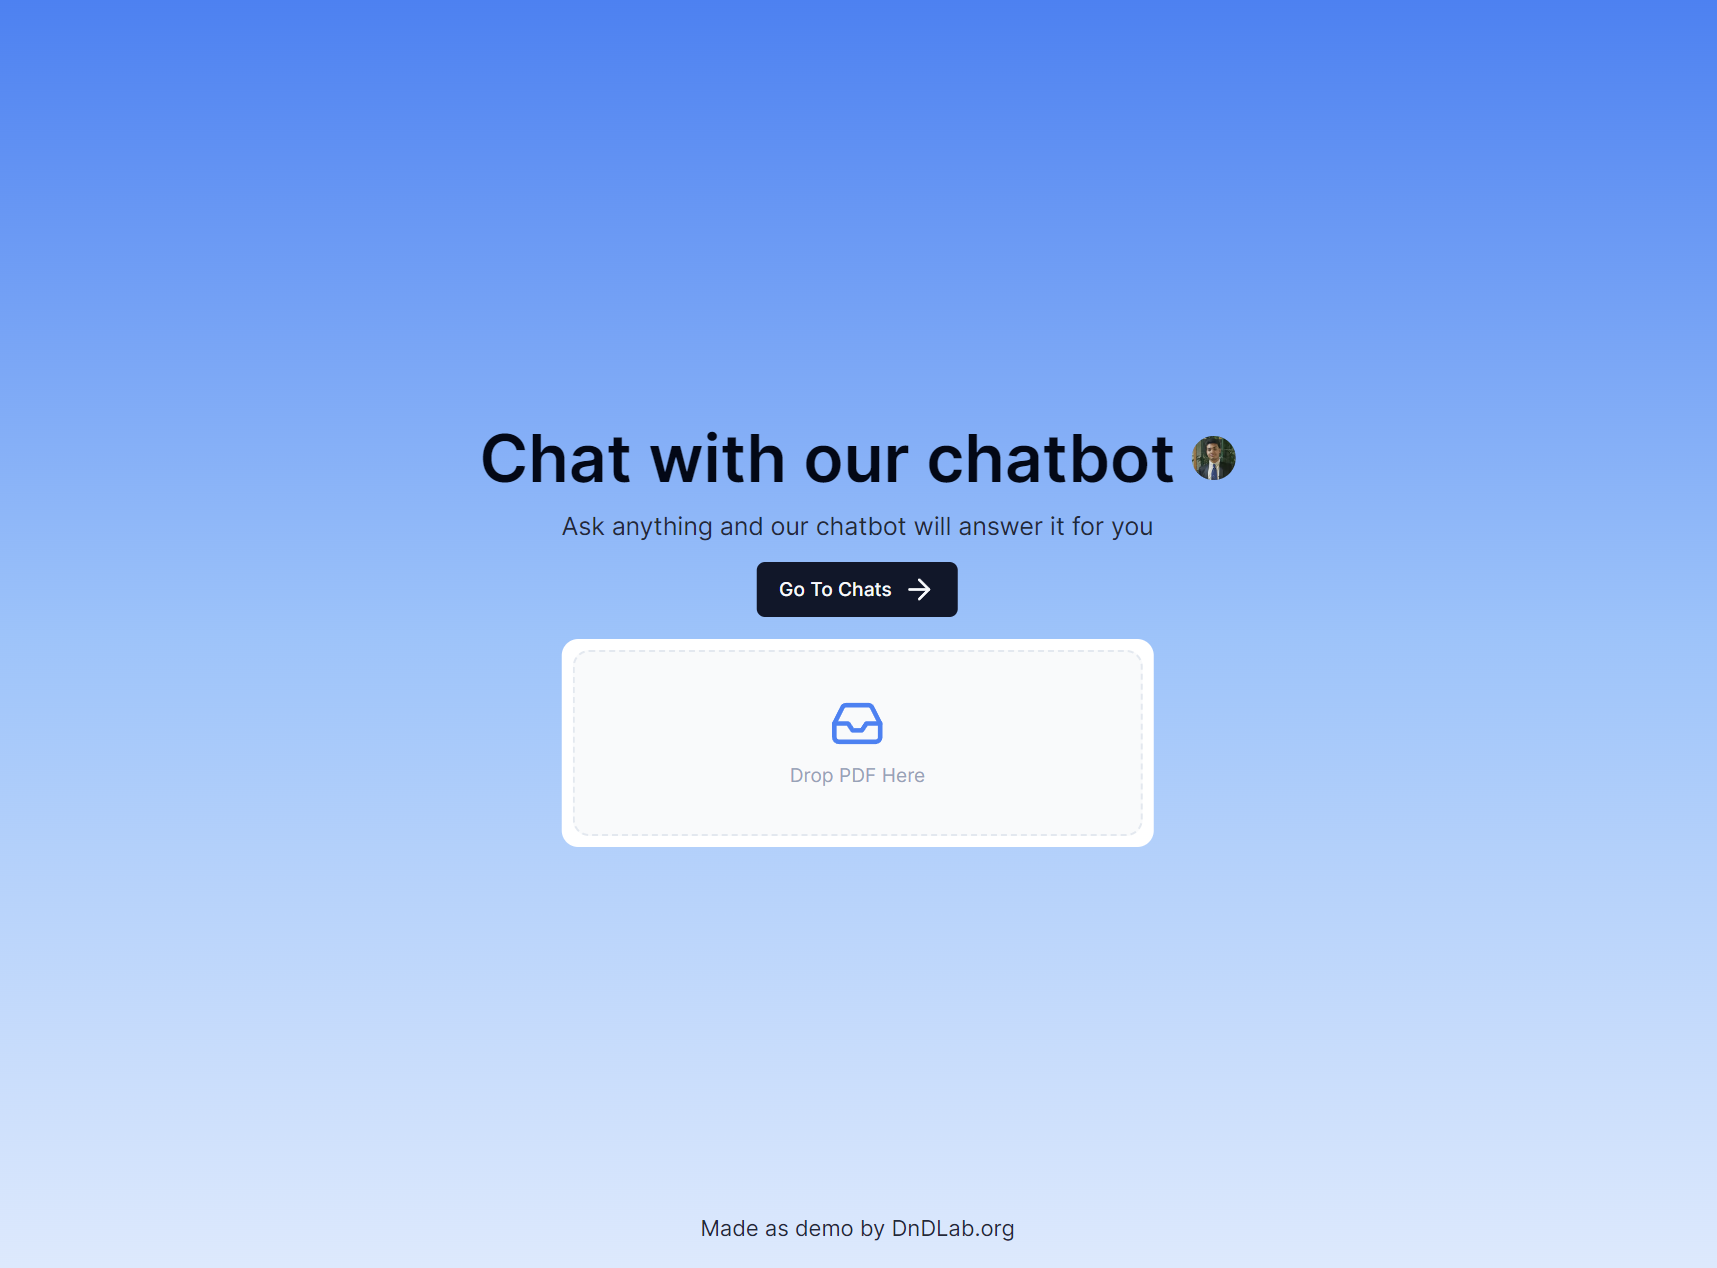 Chat with our chatbot
Ask anything and our chatbot will answer it for you
Go To Chats
Drop PDF Here
Made as demo by DnDLab.org